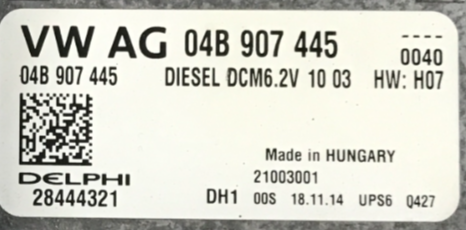 VW AG 04B 907 445 ----
0040
04B 907 445 DIESEL DCM6.2V 10 03 HW: H07
Made in HUNGARY
DELPHI 21003001
28444321 DH1 00S 18.11.14 UPS6 Q427